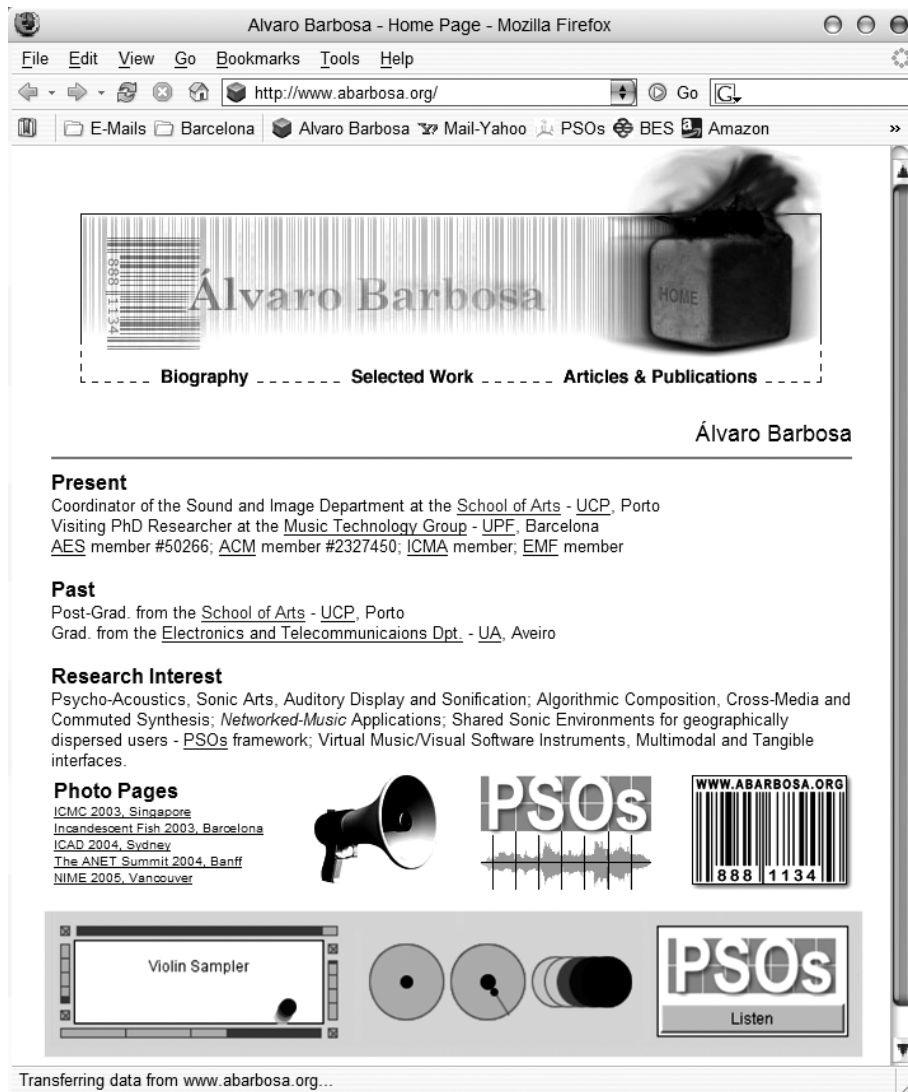 Alvaro Barbosa - Home Page - Mozilla Firefox
File Edit View Go Bookmarks Tools Help
http://www.abarbosa.org/ Go G
E-Mails Barcelona Alvaro Barbosa Mail-Yahoo PSOs BES Amazon »
888 1134
Álvaro Barbosa
HOME
Biography Selected Work Articles & Publications
Álvaro Barbosa
Present
Coordinator of the Sound and Image Department at the School of Arts - UCP, Porto
Visiting PhD Researcher at the Music Technology Group - UPF, Barcelona
AES member #50266; ACM member #2327450; ICMA member; EMF member
Past
Post-Grad. from the School of Arts - UCP, Porto
Grad. from the Electronics and Telecommunicaions Dpt. - UA, Aveiro
Research Interest
Psycho-Acoustics, Sonic Arts, Auditory Display and Sonification; Algorithmic Composition, Cross-Media and
Commuted Synthesis; Networked-Music Applications; Shared Sonic Environments for geographically
dispersed users - PSOs framework; Virtual Music/Visual Software Instruments, Multimodal and Tangible
interfaces.
Photo Pages
ICMC 2003, Singapore
Incandescent Fish 2003, Barcelona
ICAD 2004, Sydney
The ANET Summit 2004, Banff
NIME 2005, Vancouver
PSOs
WWW.ABARBOSA.ORG
888 1134
Violin Sampler
PSOs
Listen
Transferring data from www.abarbosa.org...